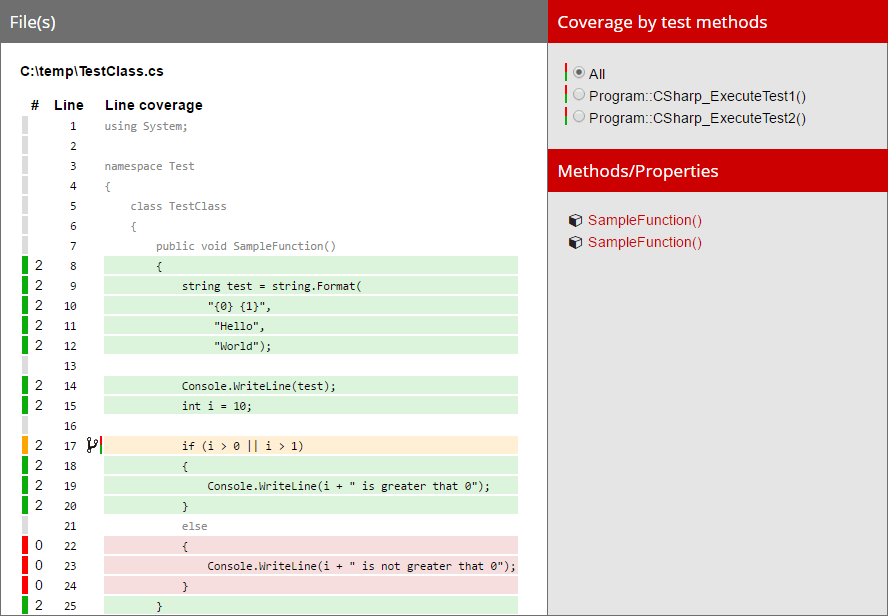 File(s)
C:\temp\TestClass.cs
# Line Line coverage
1 using System;
2
3 namespace Test
4 {
5 class TestClass
6 {
7 public void SampleFunction()
2 8 {
2 9 string test = string.Format(
2 10 "{0} {1}",
2 11 "Hello",
2 12 "World");
13
2 14 Console.WriteLine(test);
2 15 int i = 10;
16
2 17 if (i > 0 || i > 1)
2 18 {
2 19 Console.WriteLine(i + " is greater that 0");
2 20 }
21 else
0 22 {
0 23 Console.WriteLine(i + " is not greater that 0");
0 24 }
2 25 }
Coverage by test methods
All
Program::CSharp_ExecuteTest1()
Program::CSharp_ExecuteTest2()
Methods/Properties
SampleFunction()
SampleFunction()